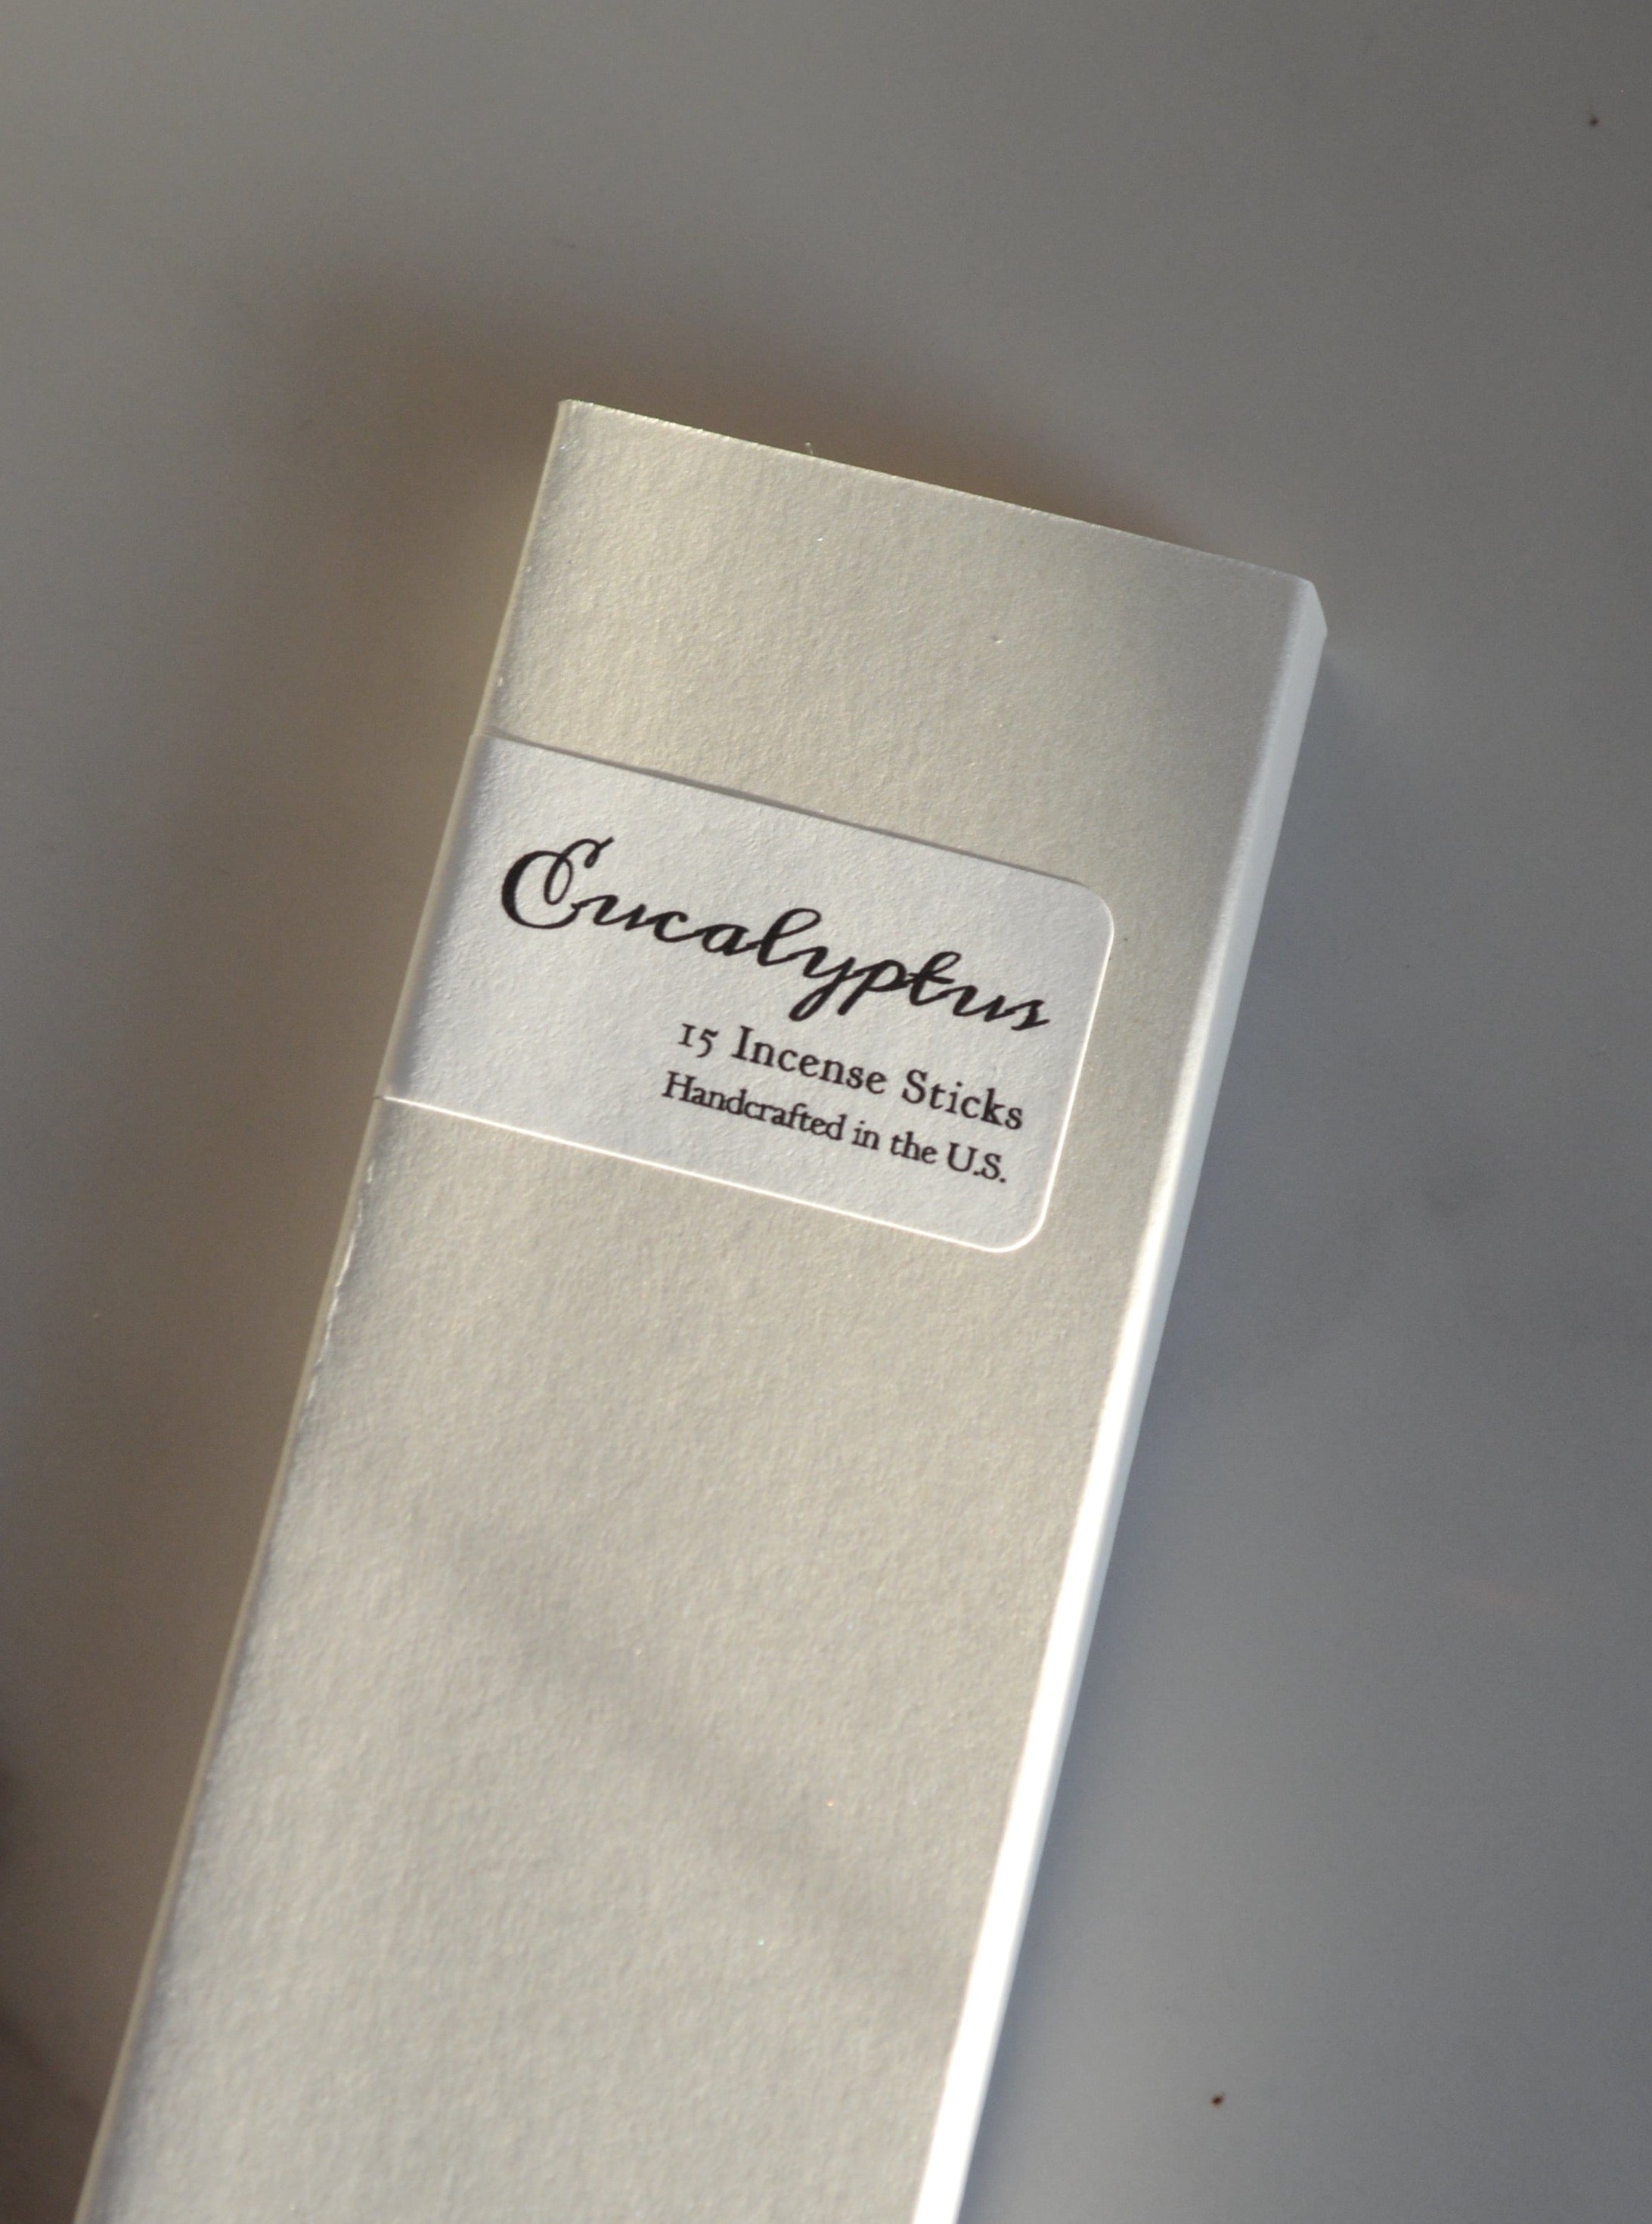 Eucalyptus
15 Incense Sticks
Handcrafted in the U.S.